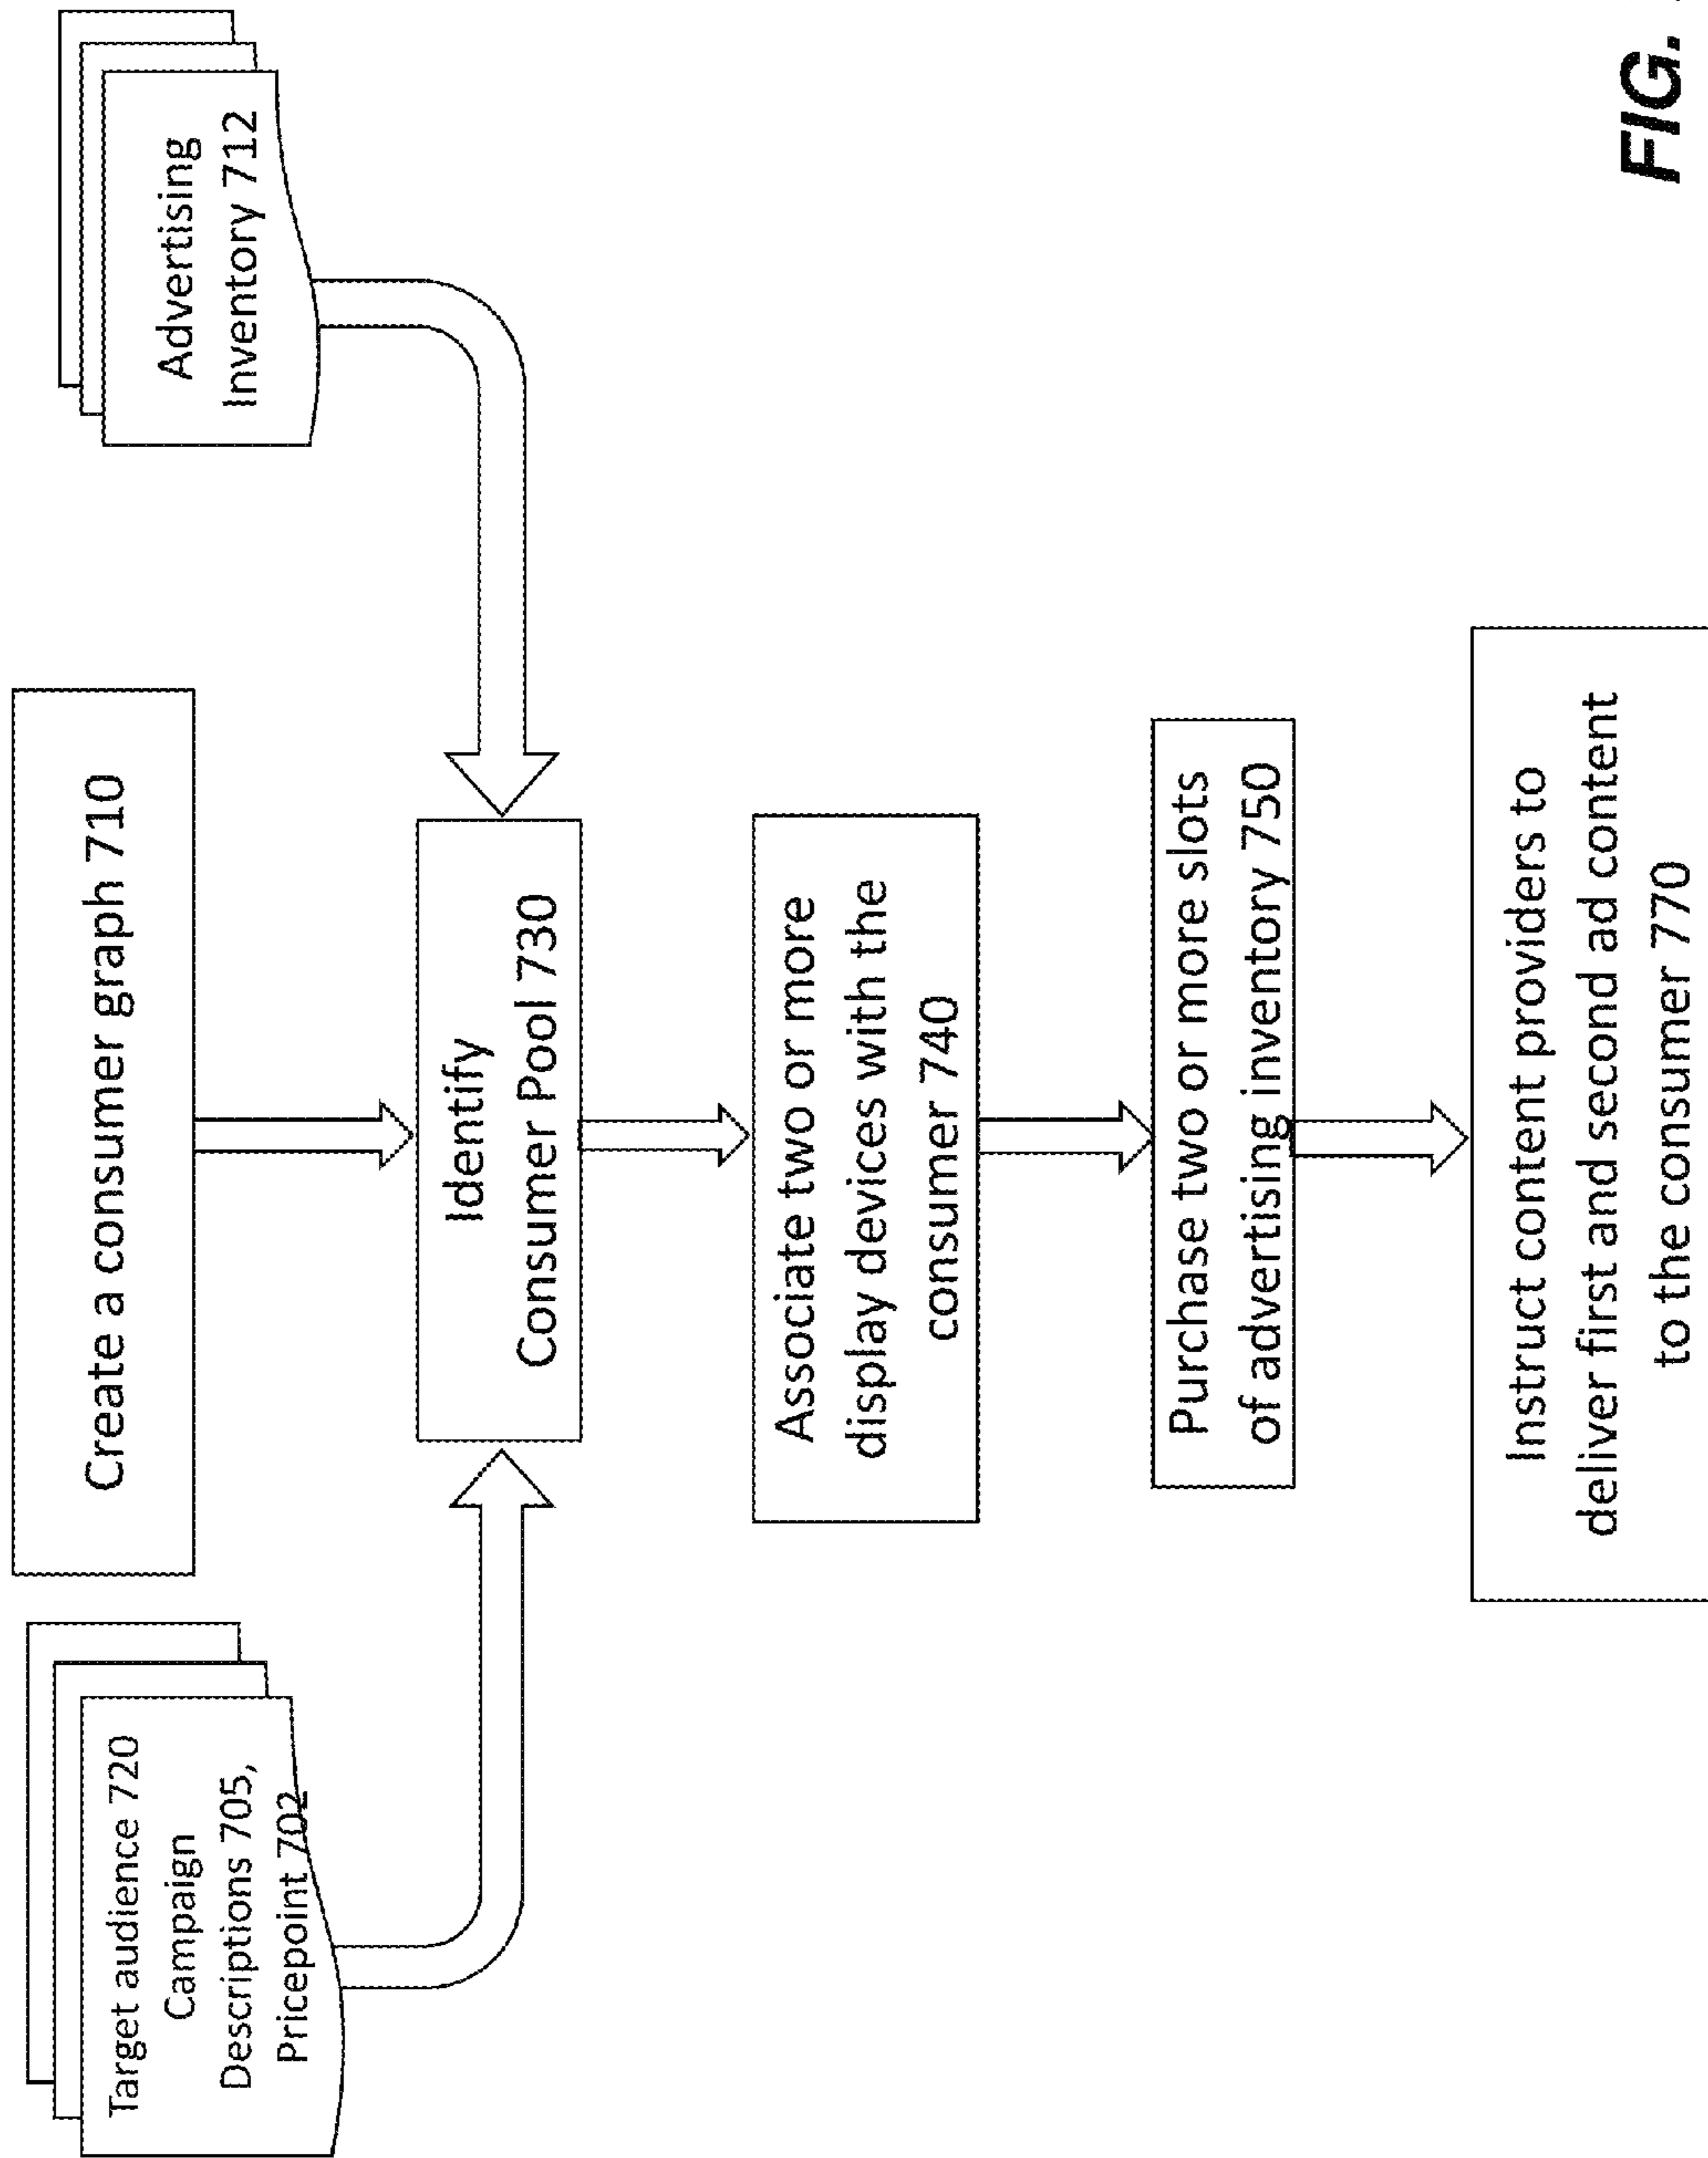 Create a consumer graph 710
Target audience 720
Campaign
Descriptions 705,
Pricepoint 702
Advertising
Inventory 712
Identify
Consumer Pool 730
Associate two or more
display devices with the
consumer 740
Purchase two or more slots
of advertising inventory 750
Instruct content providers to
deliver first and second ad content
to the consumer 770
FIG.